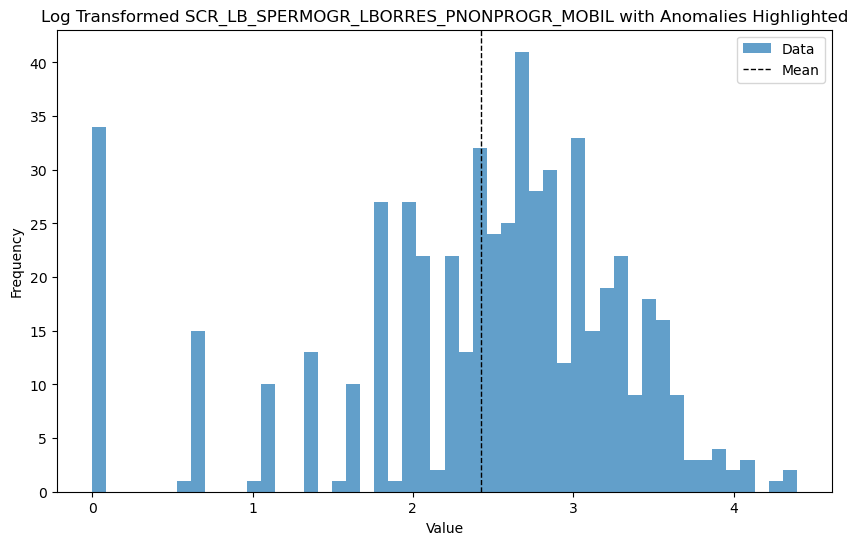 Log Transformed SCR_LB_SPERMOGR_LBORRES_PNONPROGR_MOBIL with Anomalies Highlighted
Data
Mean
Frequency
40
35
30
25
20
15
10
5
0
0 1 2 3 4
Value